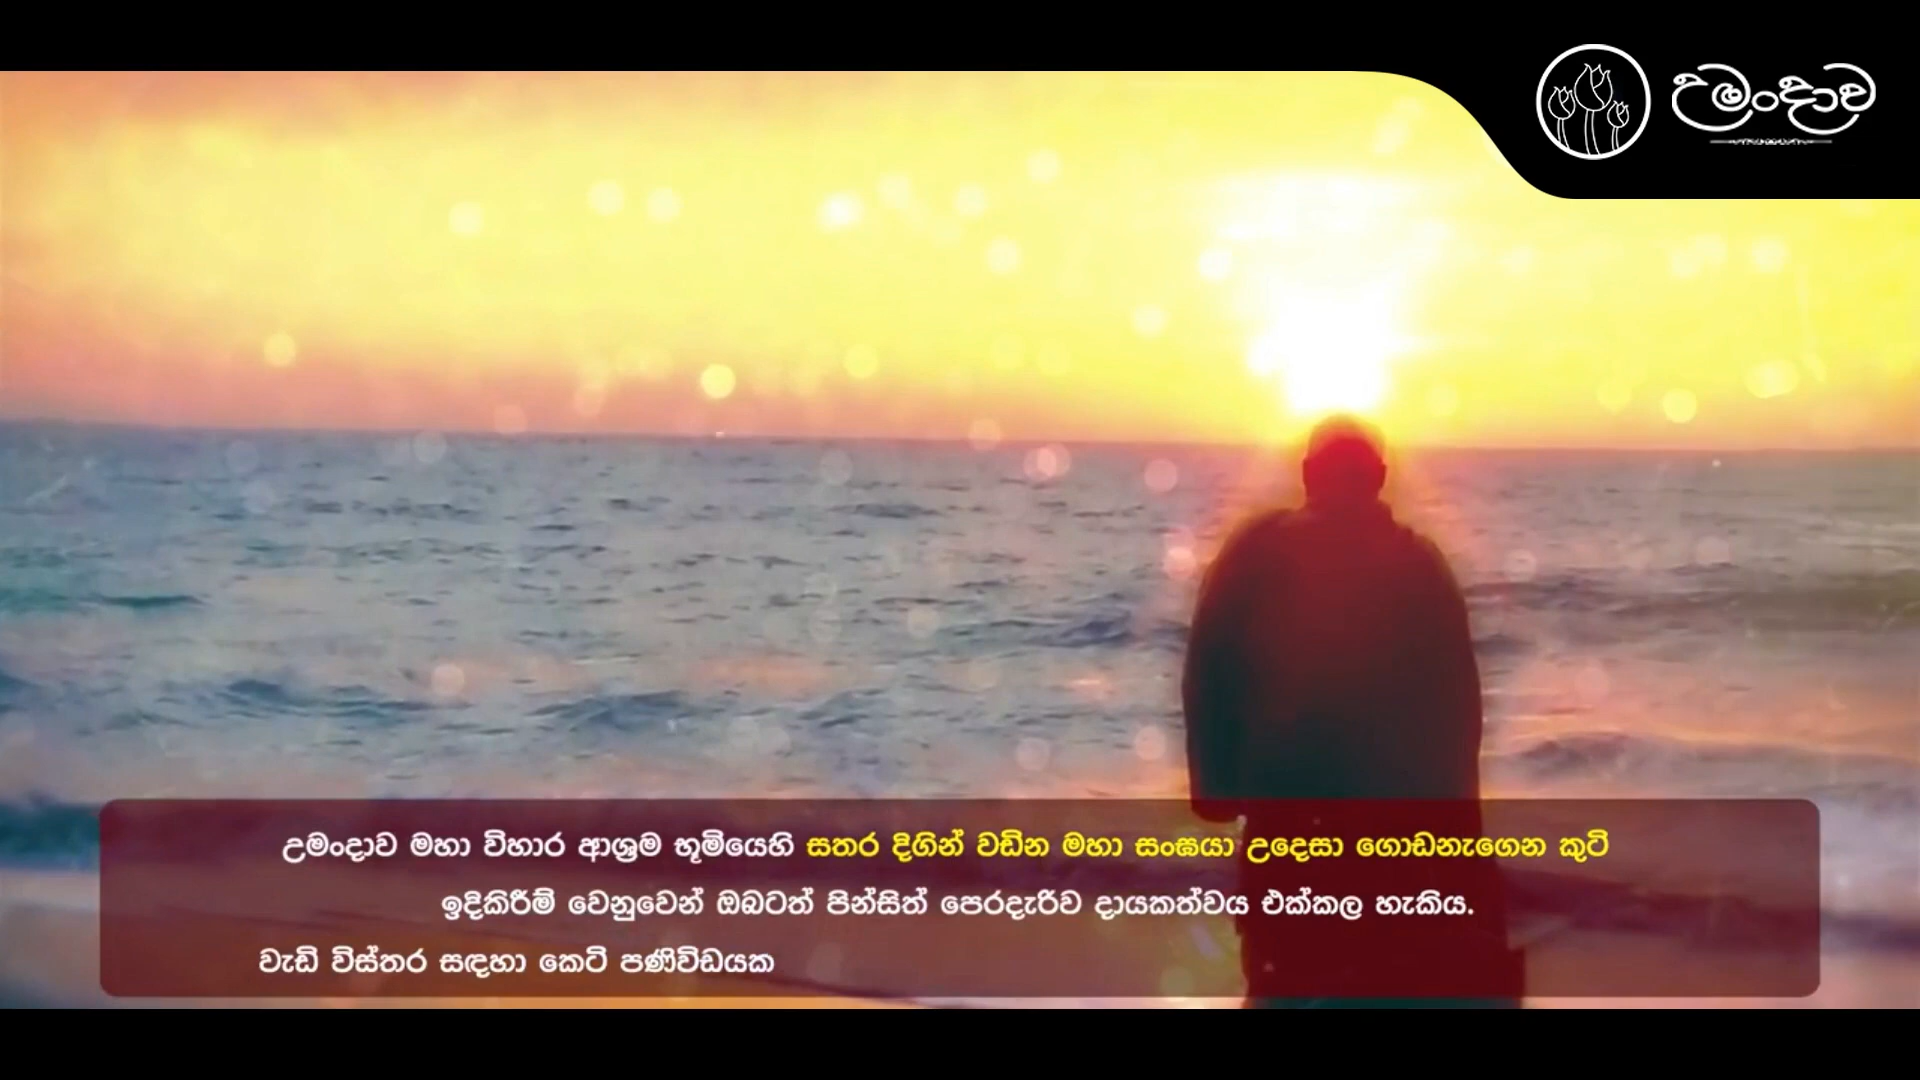 උමංදාව
උමංදාව මහා විහාර ආශ්‍රම භූමියෙහි සතර දිගින් වඩින මහා සංඝයා උදෙසා ගොඩනැගෙන කුටි
ඉදිකිරීම් වෙනුවෙන් ඔබටත් පින්සිත් පෙරදැරිව දායකත්වය එක්කල හැකිය.
වැඩි විස්තර සඳහා කෙටි පණිවිඩයක